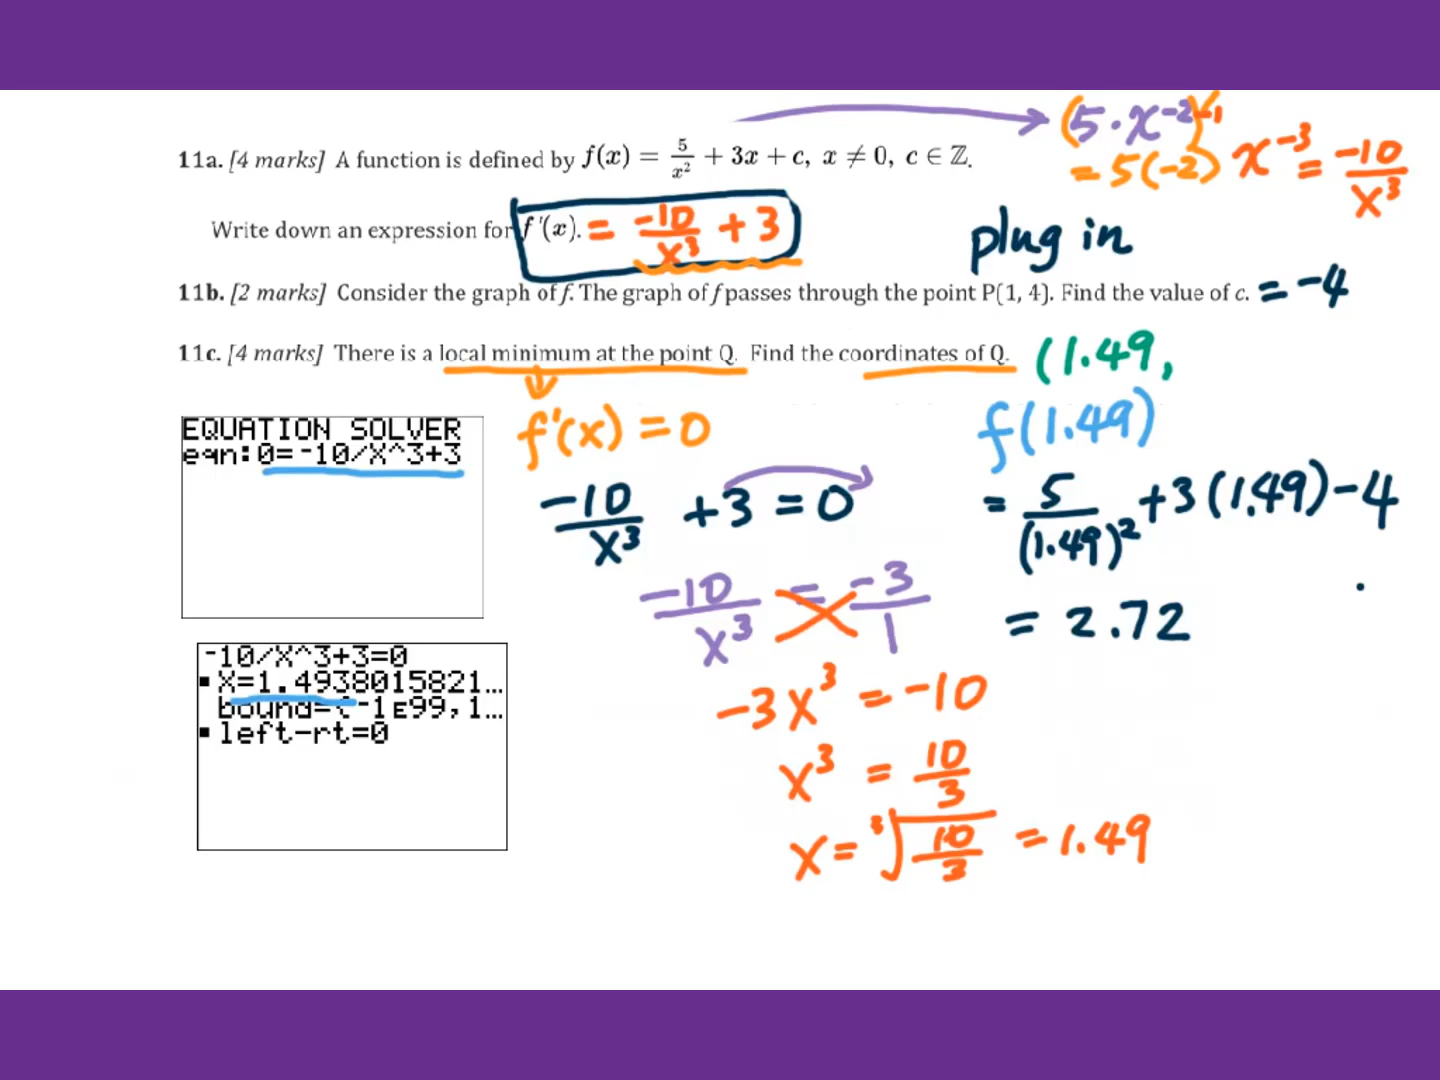 (5·x⁻²)⁻¹
11a. [4 marks] A function is defined by f(x) = 5/x² + 3x + c, x ≠ 0, c ∈ ℤ.
= 5(-2) x⁻³ = -10/x³
Write down an expression for f'(x). = -10/x³ + 3
plug in
11b. [2 marks] Consider the graph of f. The graph of f passes through the point P(1, 4). Find the value of c. = -4
11c. [4 marks] There is a local minimum at the point Q. Find the coordinates of Q. (1.49,
EQUATION SOLVER
eqn:0=-10/X^3+3
f'(x) = 0
-10/x³ + 3 = 0
-10/x³ = -3/1
-3x³ = -10
x³ = 10/3
x = ³√10/3 = 1.49
f(1.49)
= 5/(1.49)² + 3(1.49) - 4
= 2.72
-10/X^3+3=0
▪ X=1.4938015821…
bound={-1E99,1…
▪ left-rt=0